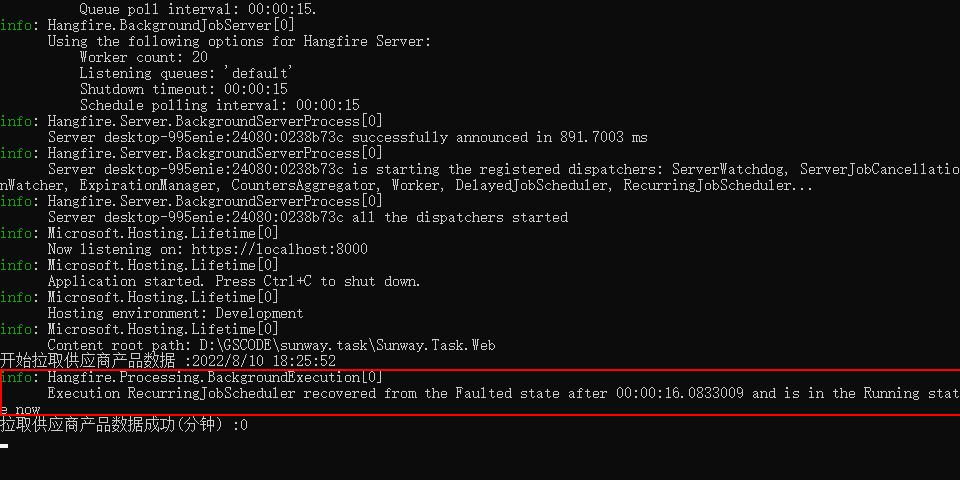 Queue poll interval: 00:00:15.
info: Hangfire.BackgroundJobServer[0]
Using the following options for Hangfire Server:
Worker count: 20
Listening queues: 'default'
Shutdown timeout: 00:00:15
Schedule polling interval: 00:00:15
info: Hangfire.Server.BackgroundServerProcess[0]
Server desktop-995enie:24080:0238b73c successfully announced in 891.7003 ms
info: Hangfire.Server.BackgroundServerProcess[0]
Server desktop-995enie:24080:0238b73c is starting the registered dispatchers: ServerWatchdog, ServerJobCancellatio
nWatcher, ExpirationManager, CountersAggregator, Worker, DelayedJobScheduler, RecurringJobScheduler...
info: Hangfire.Server.BackgroundServerProcess[0]
Server desktop-995enie:24080:0238b73c all the dispatchers started
info: Microsoft.Hosting.Lifetime[0]
Now listening on: https://localhost:8000
info: Microsoft.Hosting.Lifetime[0]
Application started. Press Ctrl+C to shut down.
info: Microsoft.Hosting.Lifetime[0]
Hosting environment: Development
info: Microsoft.Hosting.Lifetime[0]
Content root path: D:\GSCODE\sunway.task\Sunway.Task.Web
开始拉取供应商产品数据 :2022/8/10 18:25:52
info: Hangfire.Processing.BackgroundExecution[0]
Execution RecurringJobScheduler recovered from the Faulted state after 00:00:16.0833009 and is in the Running stat
e now
拉取供应商产品数据成功(分钟) :0